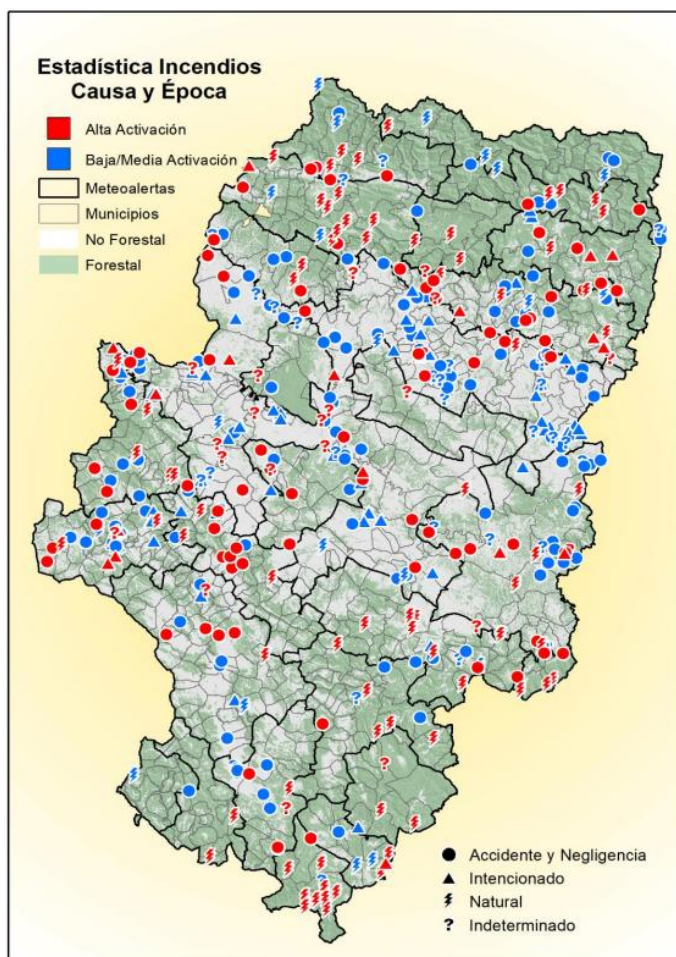 Estadística Incendios
Causa y Época
Alta Activación
Baja/Media Activación
Meteoalertas
Municipios
No Forestal
Forestal
Accidente y Negligencia
Intencionado
Natural
? Indeterminado